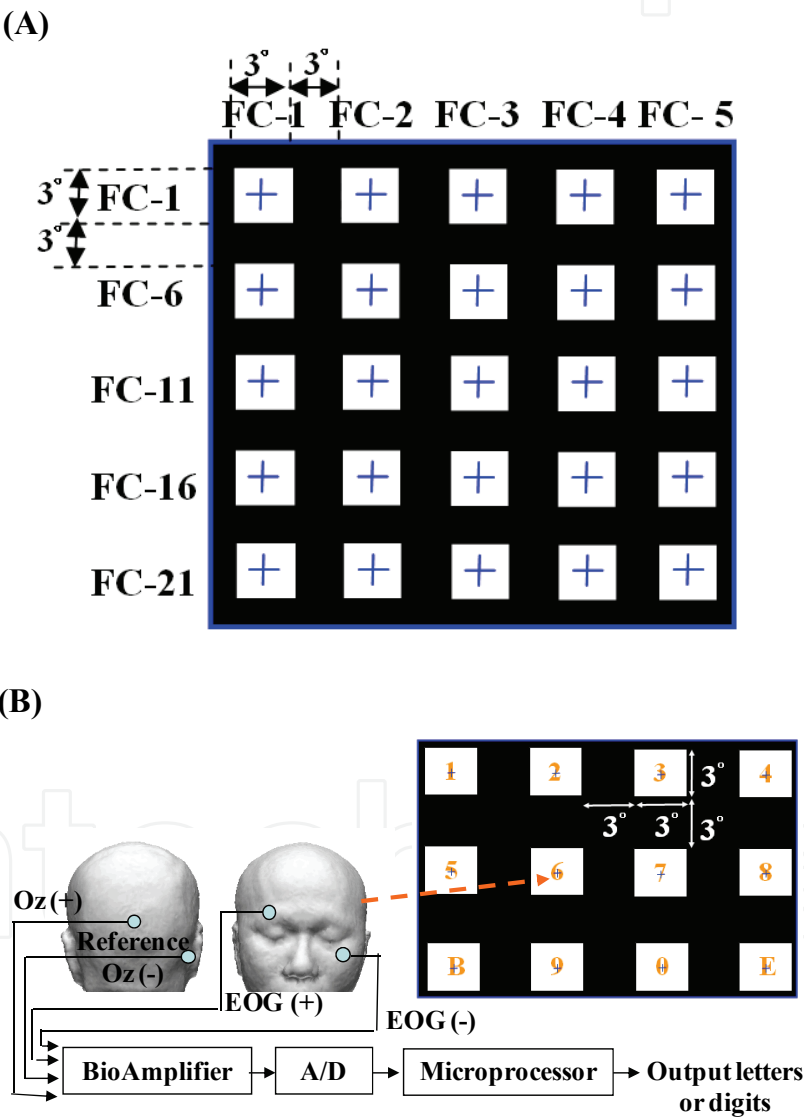 (A)
3° 3°
FC-1 FC-2 FC-3 FC-4 FC- 5
3° FC-1
3°
FC-6
FC-11
FC-16
FC-21
(B)
1 2 3 4
3°
3° 3° 3°
5 6 7 8
B 9 0 E
Oz (+)
Reference
Oz (-)
EOG (+)
EOG (-)
BioAmplifier A/D Microprocessor Output letters
or digits